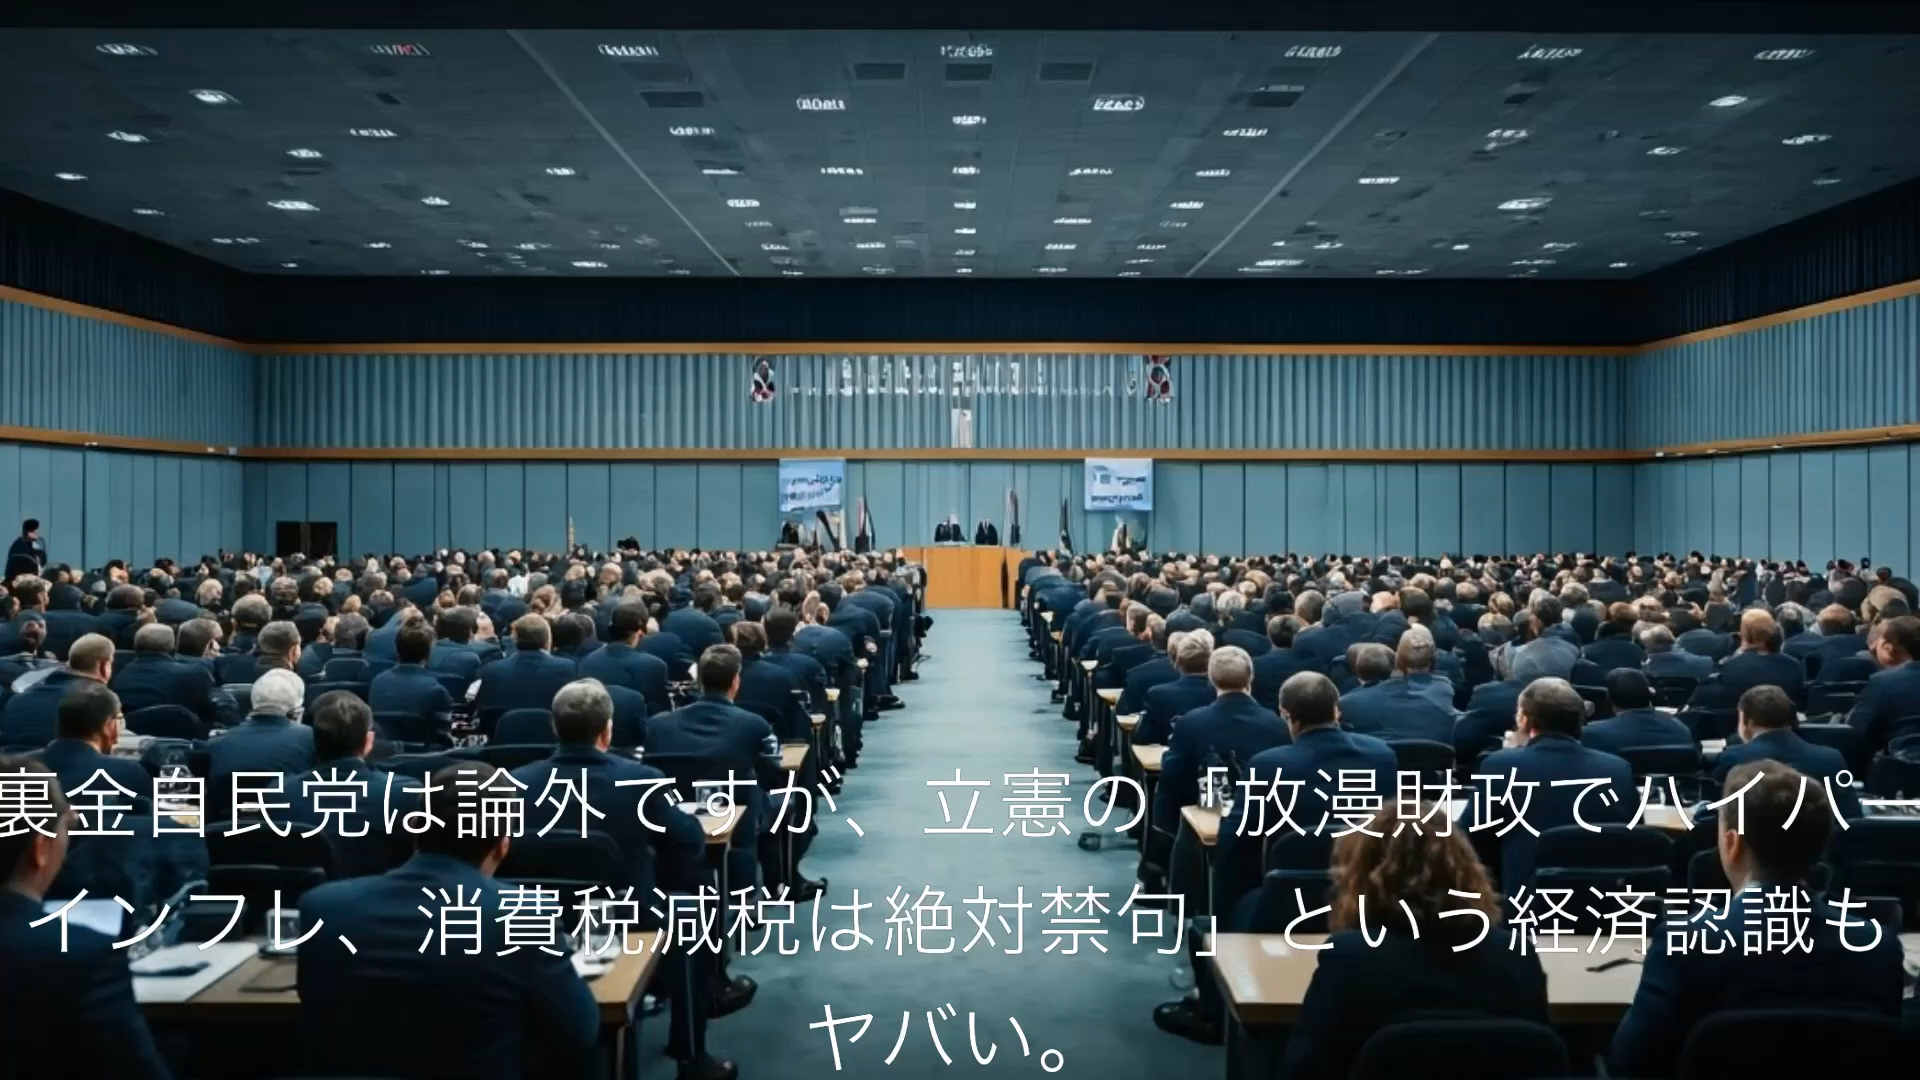 裏金自民党は論外ですが、立憲の「放漫財政でハイパー
インフレ、消費税減税は絶対禁句」という経済認識も
ヤバい。